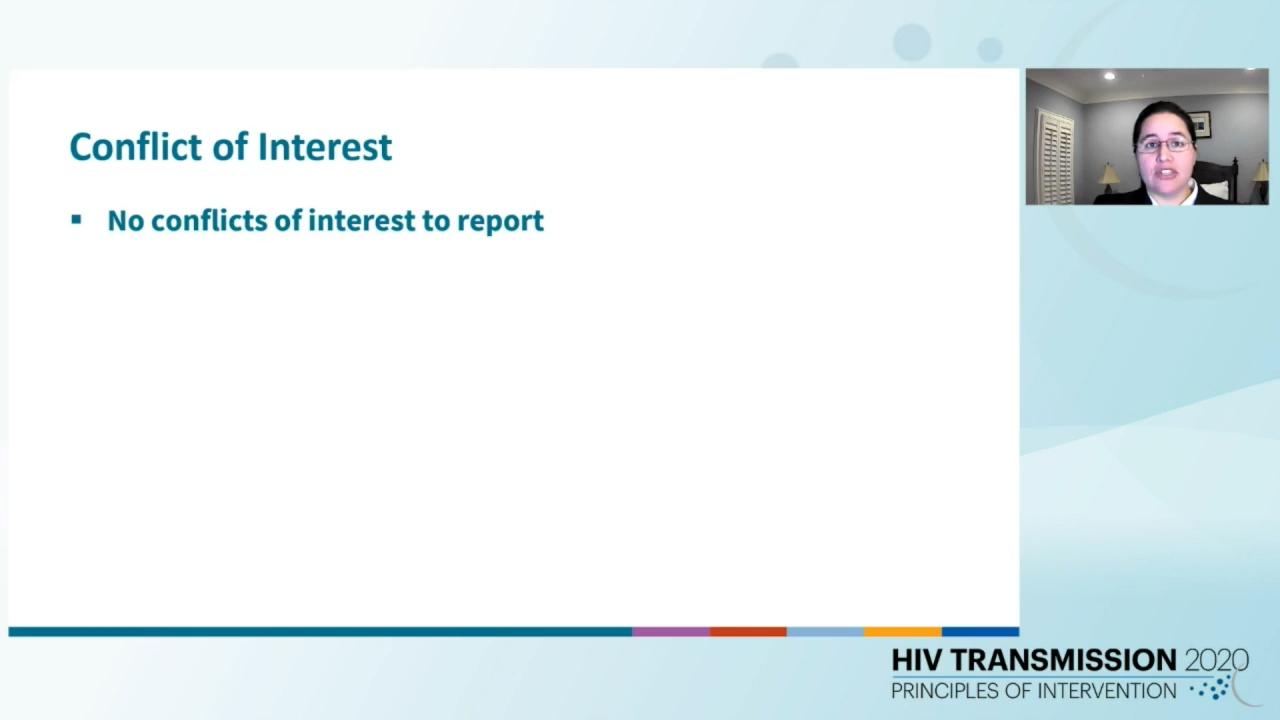 Conflict of Interest
▪ No conflicts of interest to report
HIV TRANSMISSION 2020
PRINCIPLES OF INTERVENTION